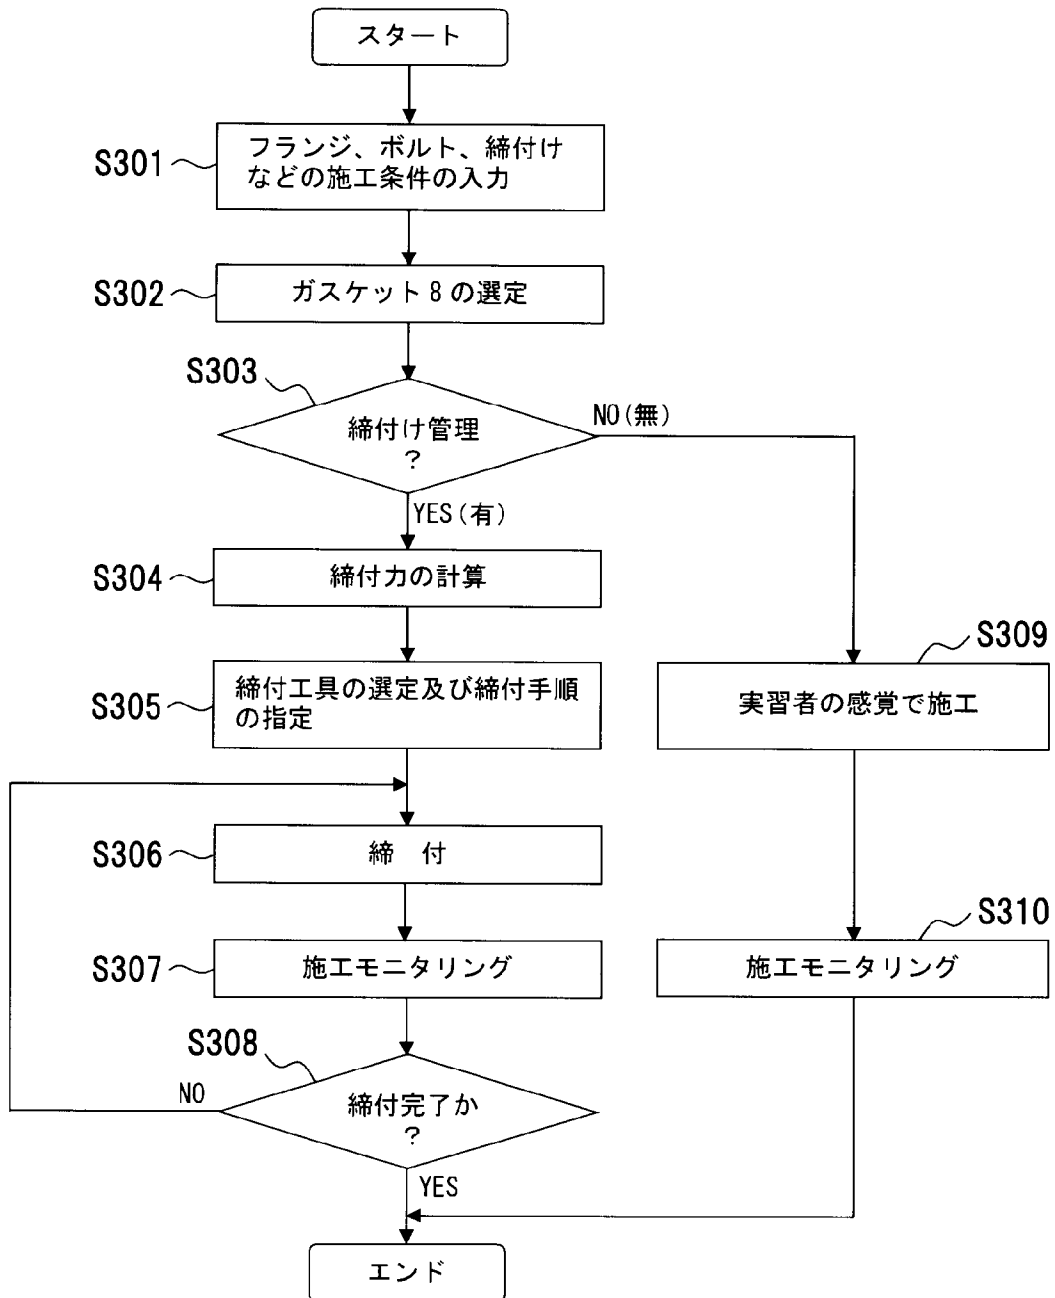 スタート
S301
フランジ、ボルト、締付け
などの施工条件の入力
S302
ガスケット8の選定
S303
締付け管理
?
NO(無)
YES(有)
S304
締付力の計算
S305
締付工具の選定及び締付手順
の指定
S309
実習者の感覚で施工
S306
締 付
S307
施工モニタリング
S310
施工モニタリング
S308
締付完了か
?
NO
YES
エンド